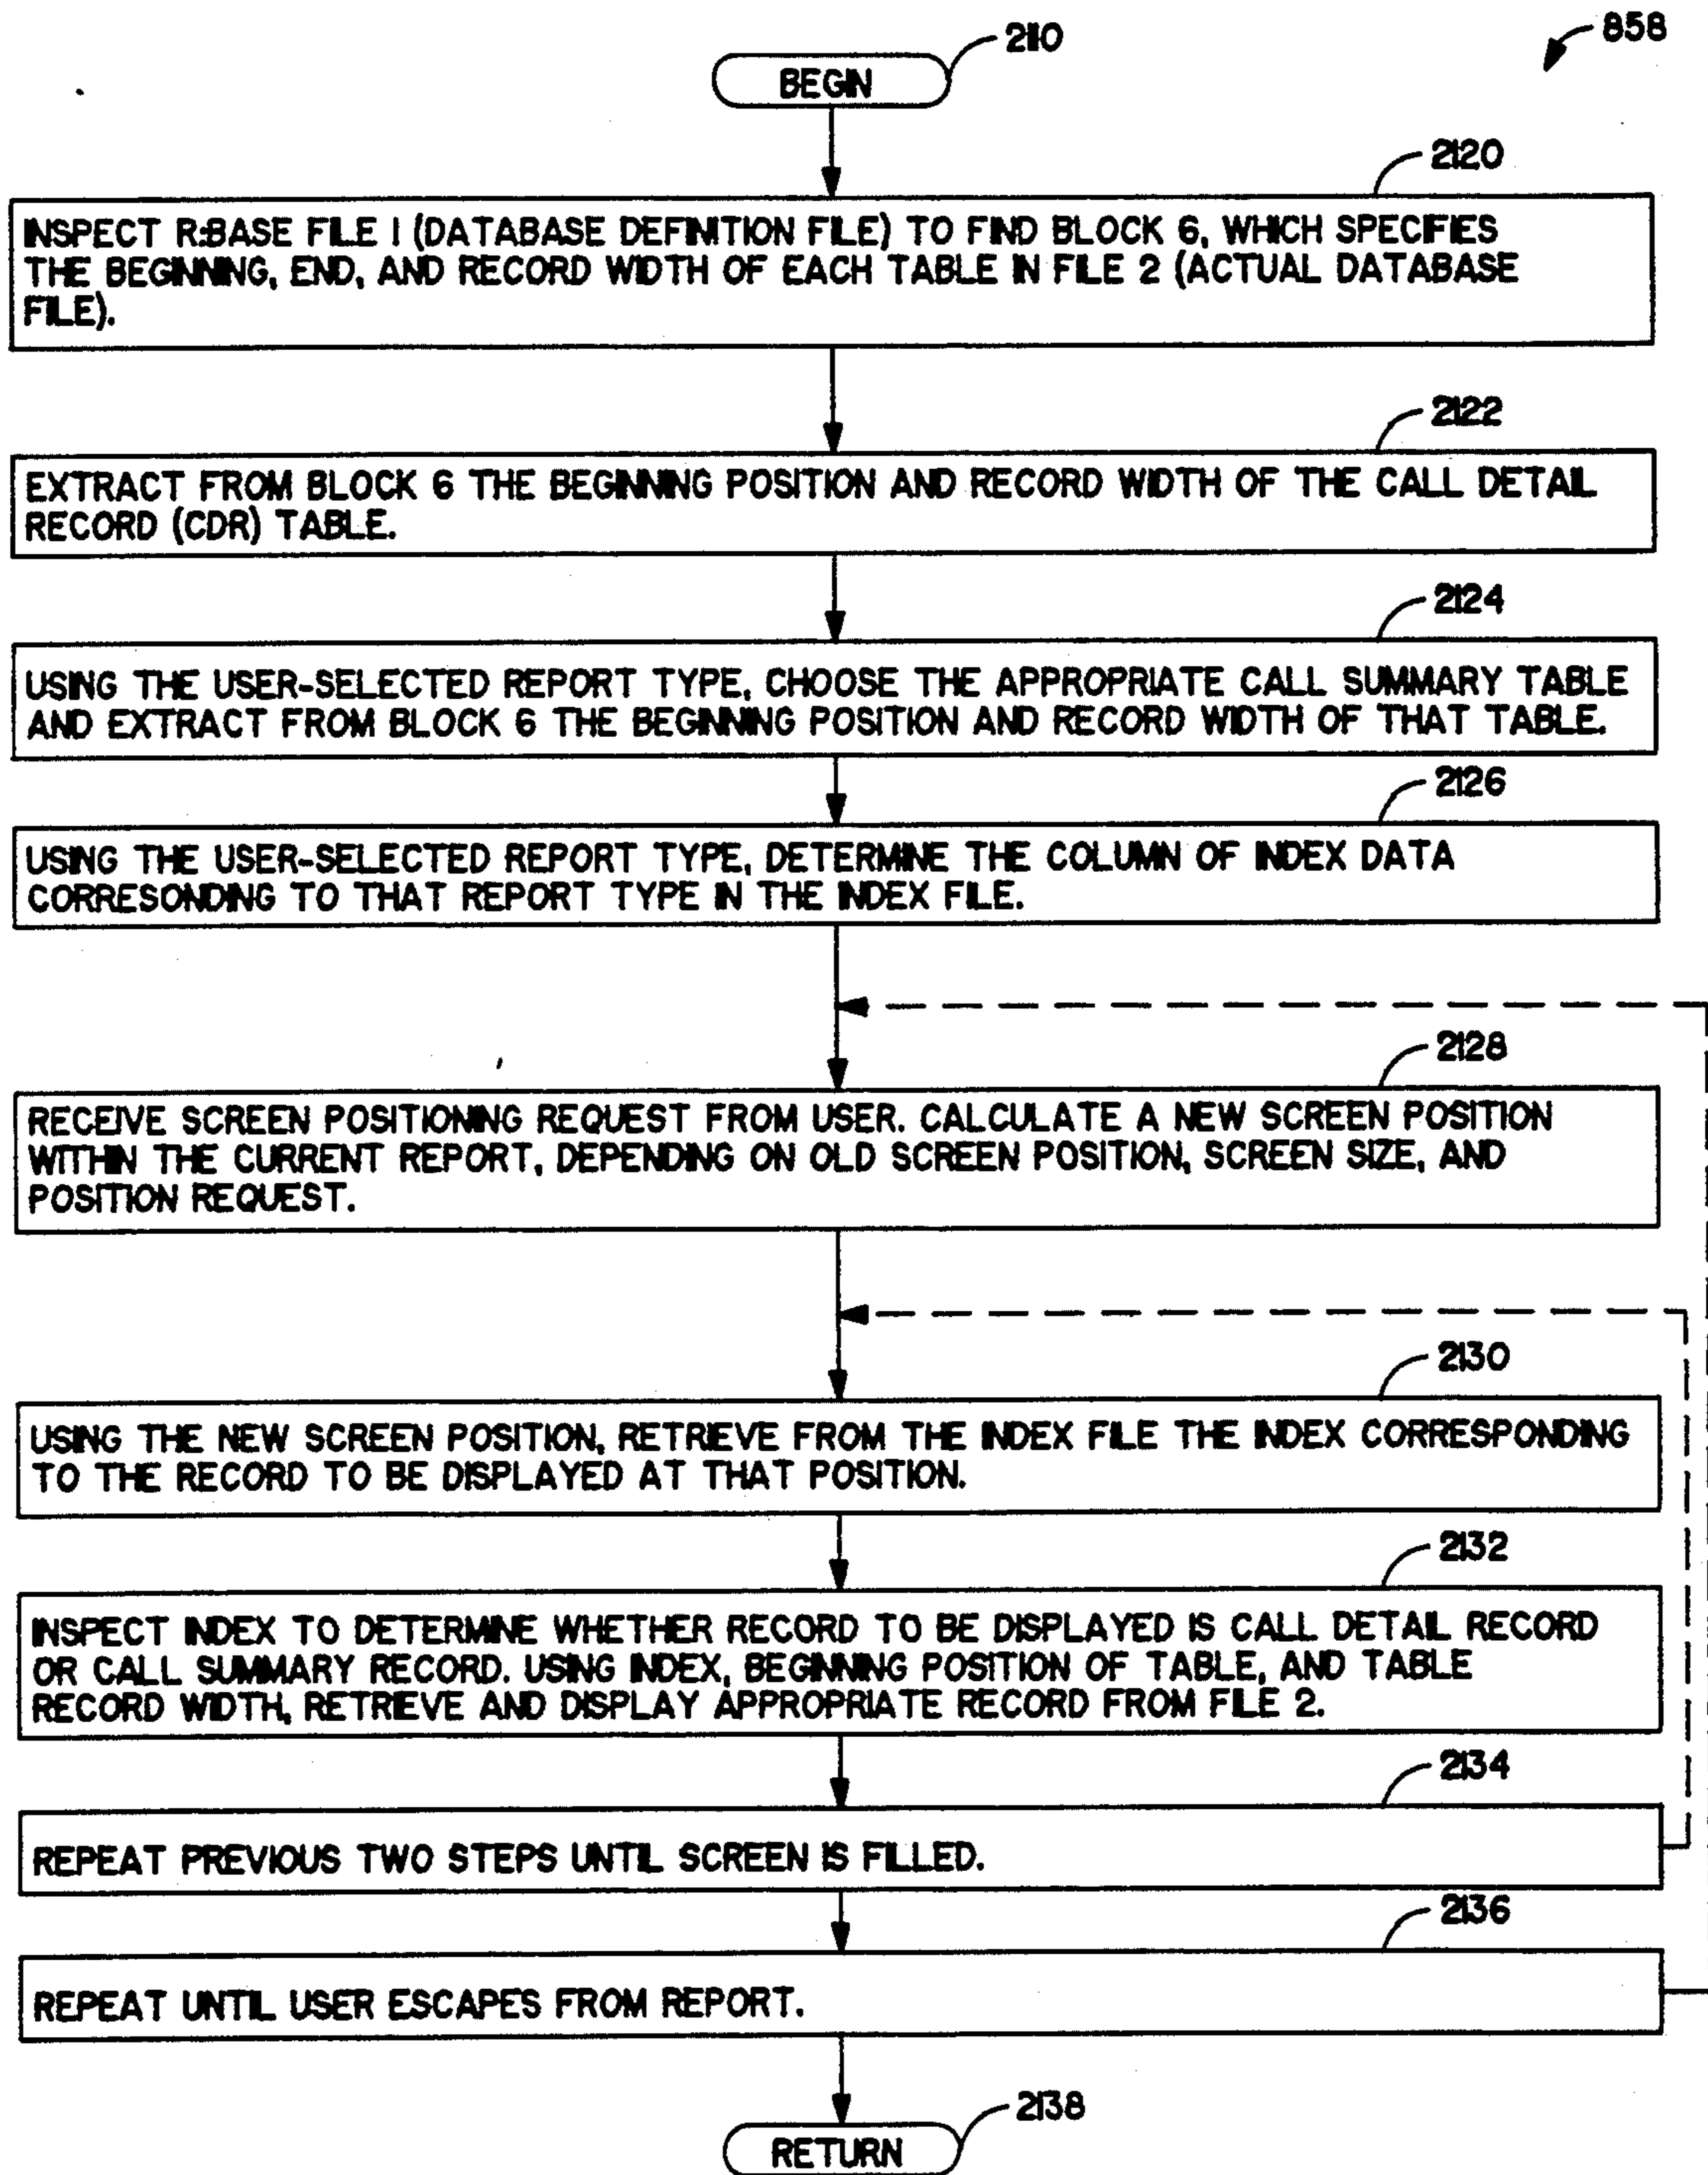 858
2110
BEGIN
2120
INSPECT R:BASE FILE 1 (DATABASE DEFINITION FILE) TO FIND BLOCK 6, WHICH SPECIFIES
THE BEGINNING, END, AND RECORD WIDTH OF EACH TABLE IN FILE 2 (ACTUAL DATABASE
FILE).
2122
EXTRACT FROM BLOCK 6 THE BEGINNING POSITION AND RECORD WIDTH OF THE CALL DETAIL
RECORD (CDR) TABLE.
2124
USING THE USER-SELECTED REPORT TYPE, CHOOSE THE APPROPRIATE CALL SUMMARY TABLE
AND EXTRACT FROM BLOCK 6 THE BEGINNING POSITION AND RECORD WIDTH OF THAT TABLE.
2126
USING THE USER-SELECTED REPORT TYPE, DETERMINE THE COLUMN OF INDEX DATA
CORRESONDING TO THAT REPORT TYPE IN THE INDEX FILE.
2128
RECEIVE SCREEN POSITIONING REQUEST FROM USER. CALCULATE A NEW SCREEN POSITION
WITHIN THE CURRENT REPORT, DEPENDING ON OLD SCREEN POSITION, SCREEN SIZE, AND
POSITION REQUEST.
2130
USING THE NEW SCREEN POSITION, RETRIEVE FROM THE INDEX FILE THE INDEX CORRESPONDING
TO THE RECORD TO BE DISPLAYED AT THAT POSITION.
2132
INSPECT INDEX TO DETERMINE WHETHER RECORD TO BE DISPLAYED IS CALL DETAIL RECORD
OR CALL SUMMARY RECORD. USING INDEX, BEGINNING POSITION OF TABLE, AND TABLE
RECORD WIDTH, RETRIEVE AND DISPLAY APPROPRIATE RECORD FROM FILE 2.
2134
REPEAT PREVIOUS TWO STEPS UNTIL SCREEN IS FILLED.
2136
REPEAT UNTIL USER ESCAPES FROM REPORT.
2138
RETURN